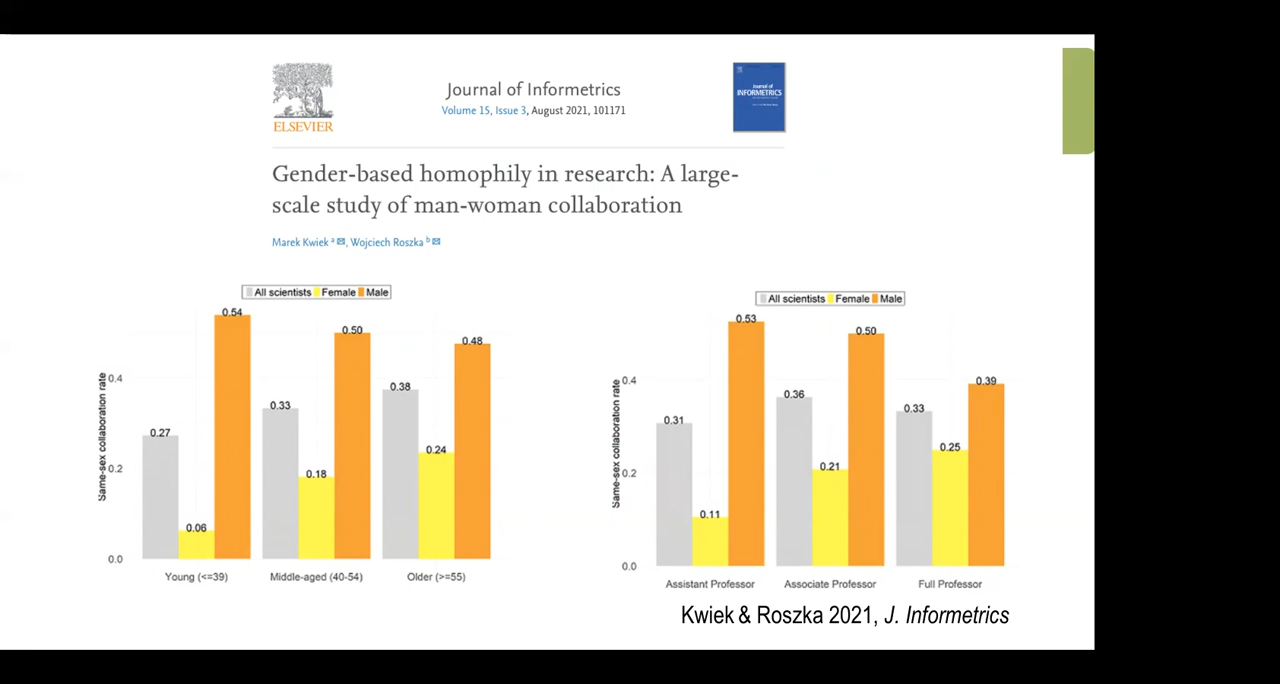 ELSEVIER
Journal of Informetrics
Volume 15, Issue 3, August 2021, 101171
Journal of
INFORMETRICS
Gender-based homophily in research: A large-
scale study of man-woman collaboration
Marek Kwiek a, Wojciech Roszka b
All scientists Female Male
Same-sex collaboration rate
0.4
0.2
0.0
0.27
0.06
0.54
0.33
0.18
0.50
0.38
0.24
0.48
Young (<=39)
Middle-aged (40-54)
Older (>=55)
All scientists Female Male
Same-sex collaboration rate
0.4
0.2
0.0
0.31
0.11
0.53
0.36
0.21
0.50
0.33
0.25
0.39
Assistant Professor
Associate Professor
Full Professor
Kwiek & Roszka 2021, J. Informetrics